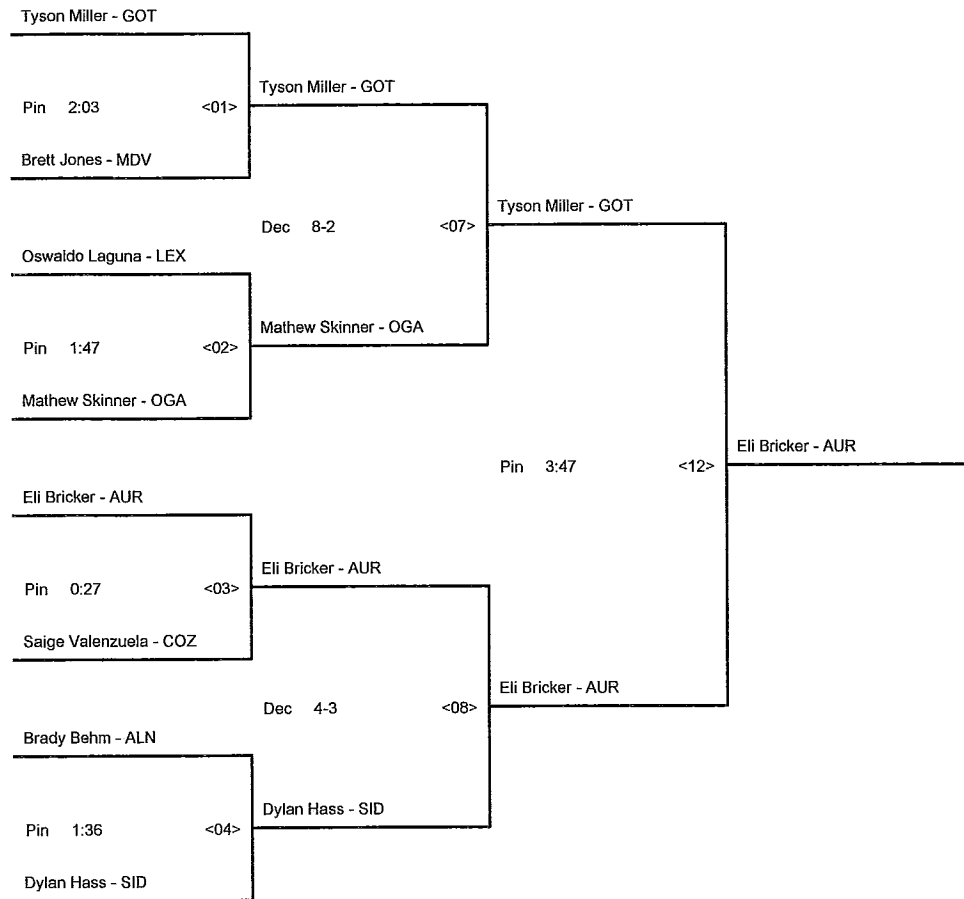 Tyson Miller - GOT
Tyson Miller - GOT
Pin 2:03 <01>
Brett Jones - MDV
Tyson Miller - GOT
Dec 8-2 <07>
Oswaldo Laguna - LEX
Mathew Skinner - OGA
Pin 1:47 <02>
Mathew Skinner - OGA
Eli Bricker - AUR
Pin 3:47 <12>
Eli Bricker - AUR
Eli Bricker - AUR
Pin 0:27 <03>
Saige Valenzuela - COZ
Eli Bricker - AUR
Dec 4-3 <08>
Brady Behm - ALN
Dylan Hass - SID
Pin 1:36 <04>
Dylan Hass - SID